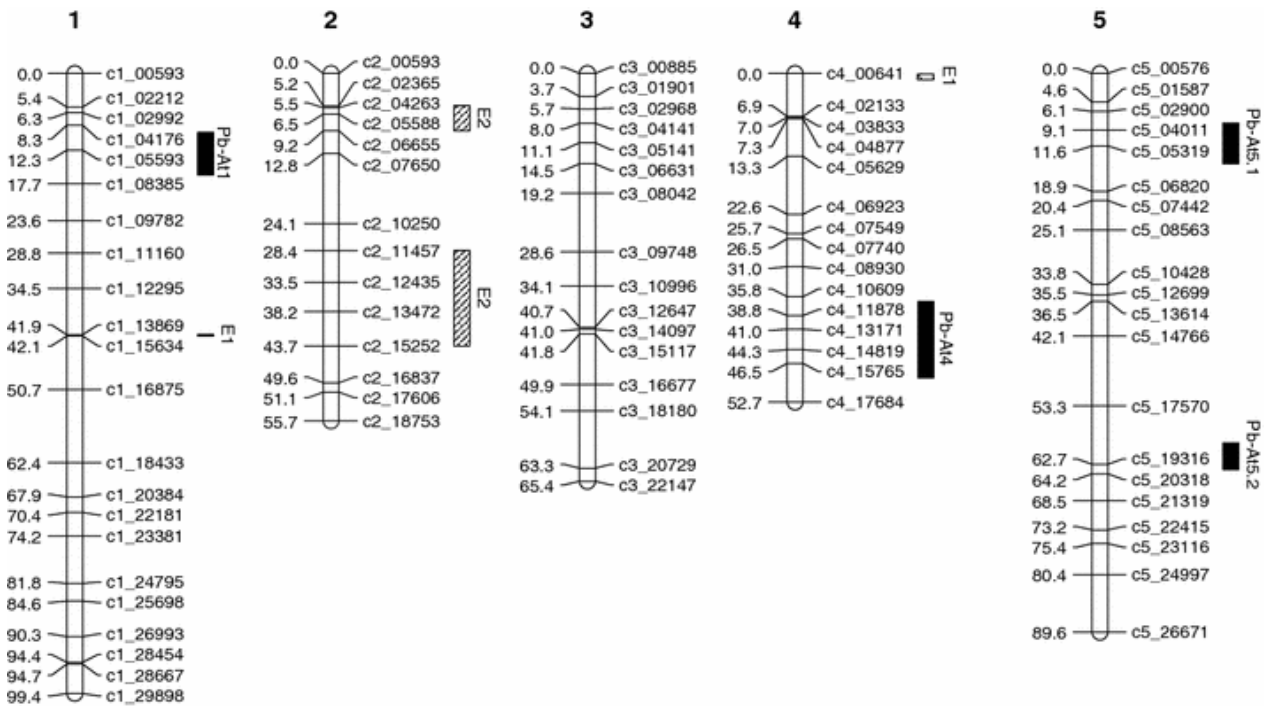 1
0.0 c1_00593
5.4 c1_02212
6.3 c1_02992
8.3 c1_04176
12.3 c1_05593
17.7 c1_08385
23.6 c1_09782
28.8 c1_11160
34.5 c1_12295
41.9 c1_13869
42.1 c1_15634
50.7 c1_16875
62.4 c1_18433
67.9 c1_20384
70.4 c1_22181
74.2 c1_23381
81.8 c1_24795
84.6 c1_25698
90.3 c1_26993
94.4 c1_28454
94.7 c1_28667
99.4 c1_29898
Pb-At1
E1
2
0.0 c2_00593
5.2 c2_02365
5.5 c2_04263
6.5 c2_05588
9.2 c2_06655
12.8 c2_07650
24.1 c2_10250
28.4 c2_11457
33.5 c2_12435
38.2 c2_13472
43.7 c2_15252
49.6 c2_16837
51.1 c2_17606
55.7 c2_18753
E2
E2
3
0.0 c3_00885
3.7 c3_01901
5.7 c3_02968
8.0 c3_04141
11.1 c3_05141
14.5 c3_06631
19.2 c3_08042
28.6 c3_09748
34.1 c3_10996
40.7 c3_12647
41.0 c3_14097
41.8 c3_15117
49.9 c3_16677
54.1 c3_18180
63.3 c3_20729
65.4 c3_22147
4
0.0 c4_00641
6.9 c4_02133
7.0 c4_03833
7.3 c4_04877
13.3 c4_05629
22.6 c4_06923
25.7 c4_07549
26.5 c4_07740
31.0 c4_08930
35.8 c4_10609
38.8 c4_11878
41.0 c4_13171
44.3 c4_14819
46.5 c4_15765
52.7 c4_17684
E1
Pb-At4
5
0.0 c5_00576
4.6 c5_01587
6.1 c5_02900
9.1 c5_04011
11.6 c5_05319
18.9 c5_06820
20.4 c5_07442
25.1 c5_08563
33.8 c5_10428
35.5 c5_12699
36.5 c5_13614
42.1 c5_14766
53.3 c5_17570
62.7 c5_19316
64.2 c5_20318
68.5 c5_21319
73.2 c5_22415
75.4 c5_23116
80.4 c5_24997
89.6 c5_26671
Pb-At5.1
Pb-At5.2